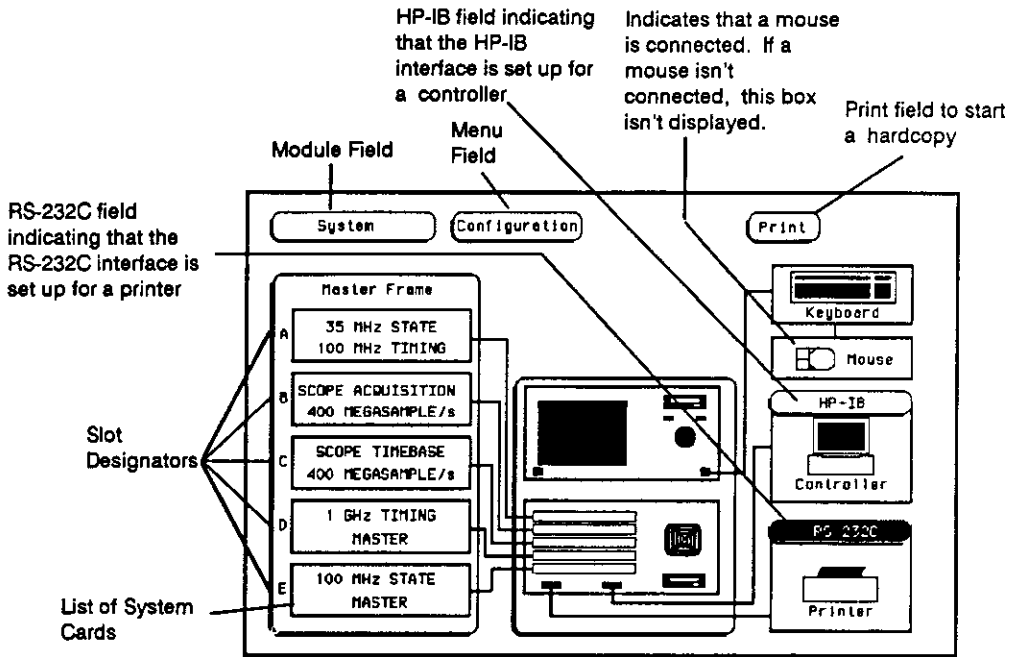 HP-IB field indicating
that the HP-IB
interface is set up for
a controller
Indicates that a mouse
is connected. If a
mouse isn't
connected, this box
isn't displayed.
Print field to start
a hardcopy
Module Field
Menu
Field
RS-232C field
indicating that the
RS-232C interface is
set up for a printer
System
Configuration
Print
Master Frame
A
35 MHz STATE
100 MHz TIMING
B
SCOPE ACQUISITION
400 MEGASAMPLE/s
C
SCOPE TIMEBASE
400 MEGASAMPLE/s
D
1 GHz TIMING
MASTER
E
100 MHz STATE
MASTER
Slot
Designators
List of System
Cards
Keyboard
Mouse
HP-IB
Controller
RS-232C
Printer